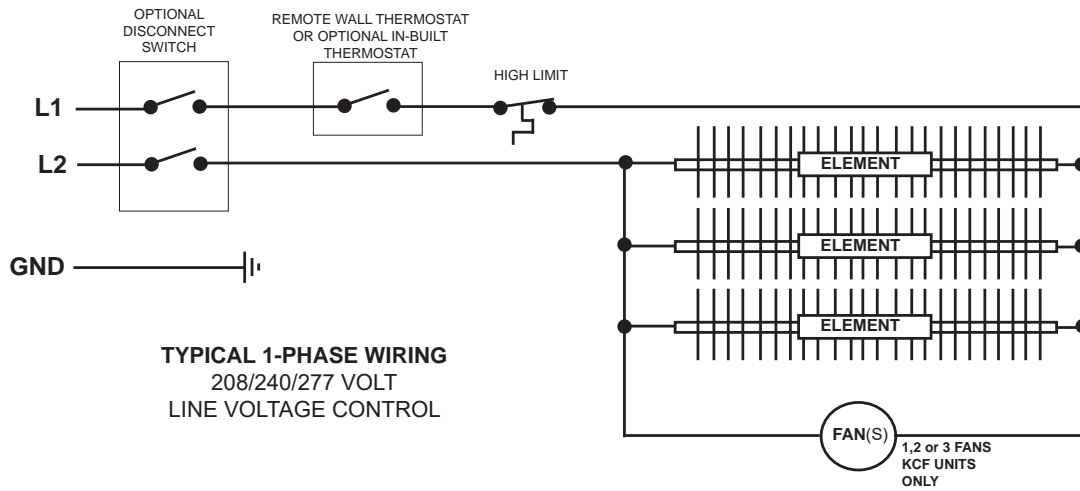 OPTIONAL
DISCONNECT
SWITCH
REMOTE WALL THERMOSTAT
OR OPTIONAL IN-BUILT
THERMOSTAT
HIGH LIMIT
L1
L2
ELEMENT
ELEMENT
GND
ELEMENT
TYPICAL 1-PHASE WIRING
208/240/277 VOLT
LINE VOLTAGE CONTROL
FAN(S)
1,2 or 3 FANS
KCF UNITS
ONLY